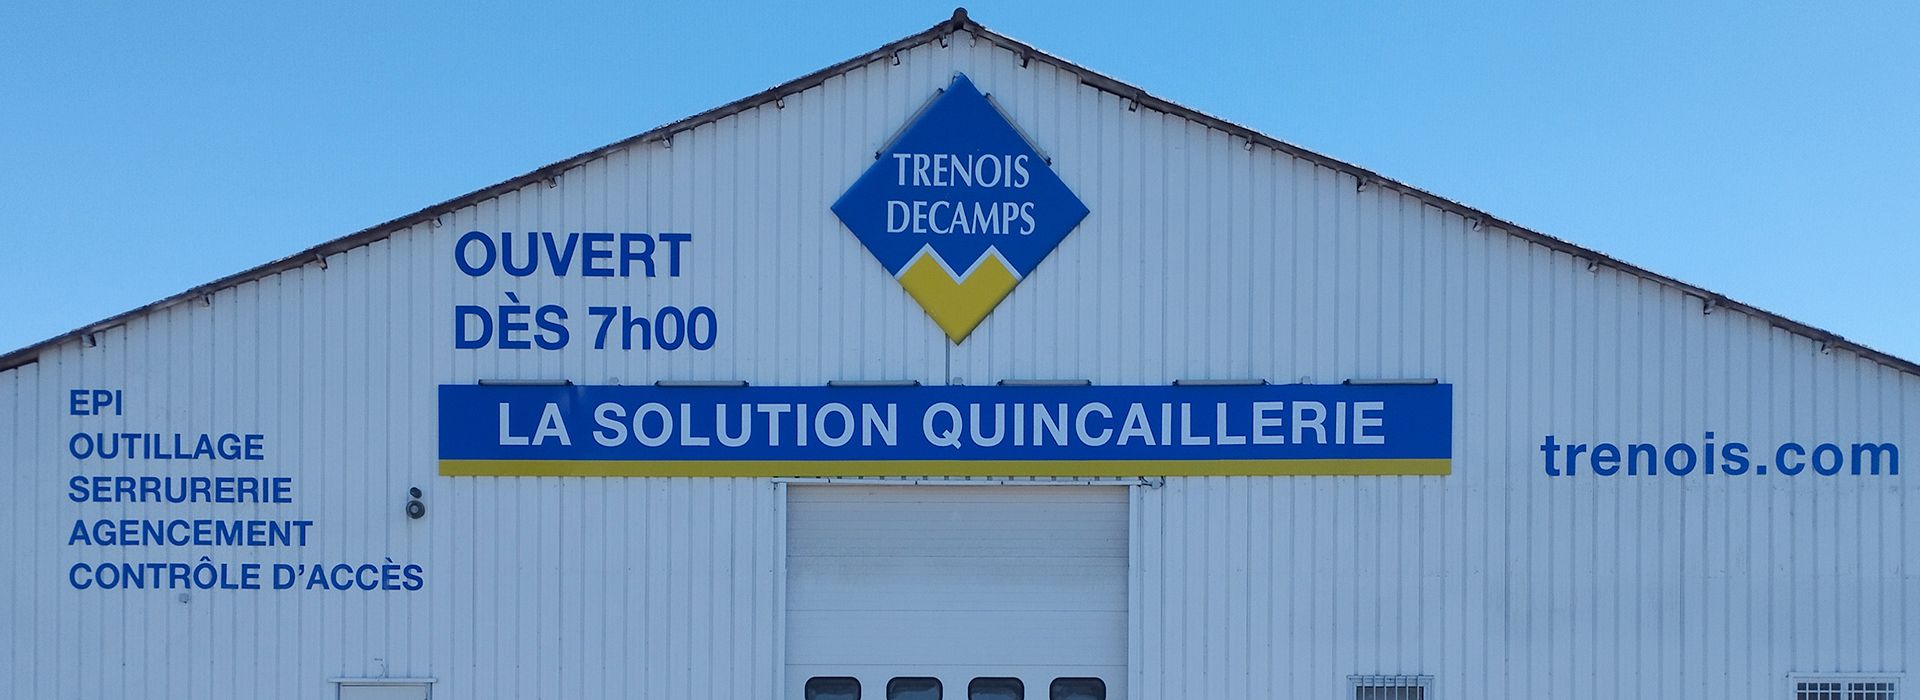 TRENOIS
DECAMPS
OUVERT
DÈS 7h00
LA SOLUTION QUINCAILLERIE
EPI
OUTILLAGE
SERRURERIE
AGENCEMENT
CONTRÔLE D'ACCÈS
trenois.com